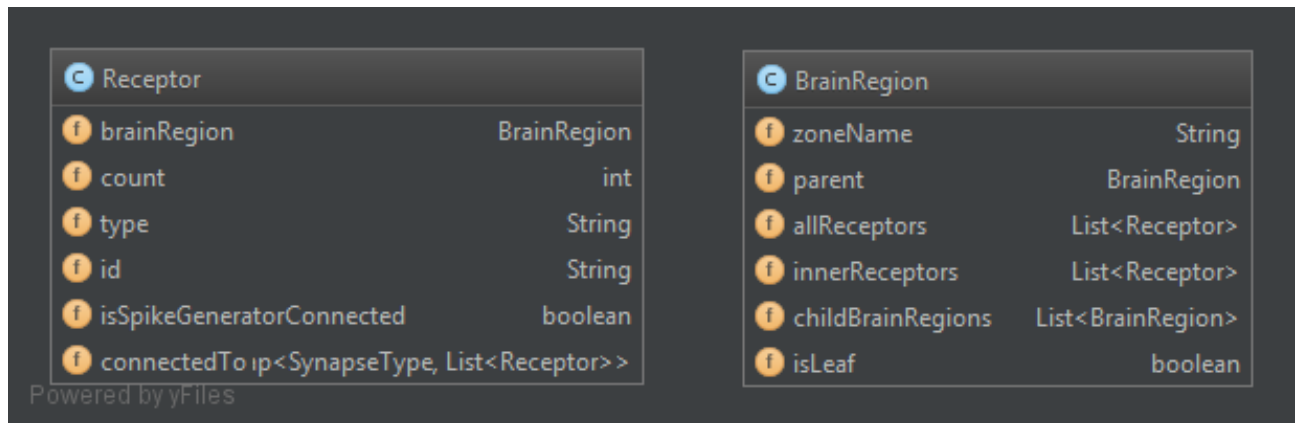 C Receptor
f brainRegion BrainRegion
f count int
f type String
f id String
f isSpikeGeneratorConnected boolean
f connectedTo ıp<SynapseType, List<Receptor>>
C BrainRegion
f zoneName String
f parent BrainRegion
f allReceptors List<Receptor>
f innerReceptors List<Receptor>
f childBrainRegions List<BrainRegion>
f isLeaf boolean
Powered by yFiles